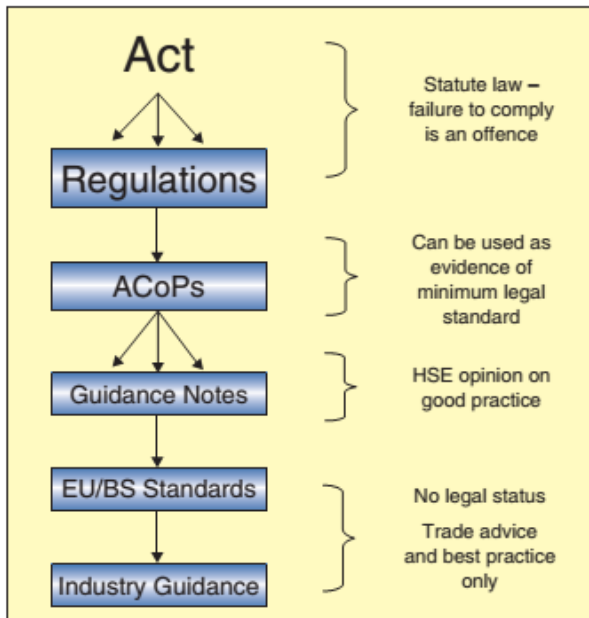 Act
Statute law –
failure to comply
is an offence
Regulations
ACoPs
Can be used as
evidence of
minimum legal
standard
Guidance Notes
HSE opinion on
good practice
EU/BS Standards
No legal status
Industry Guidance
Trade advice
and best practice
only